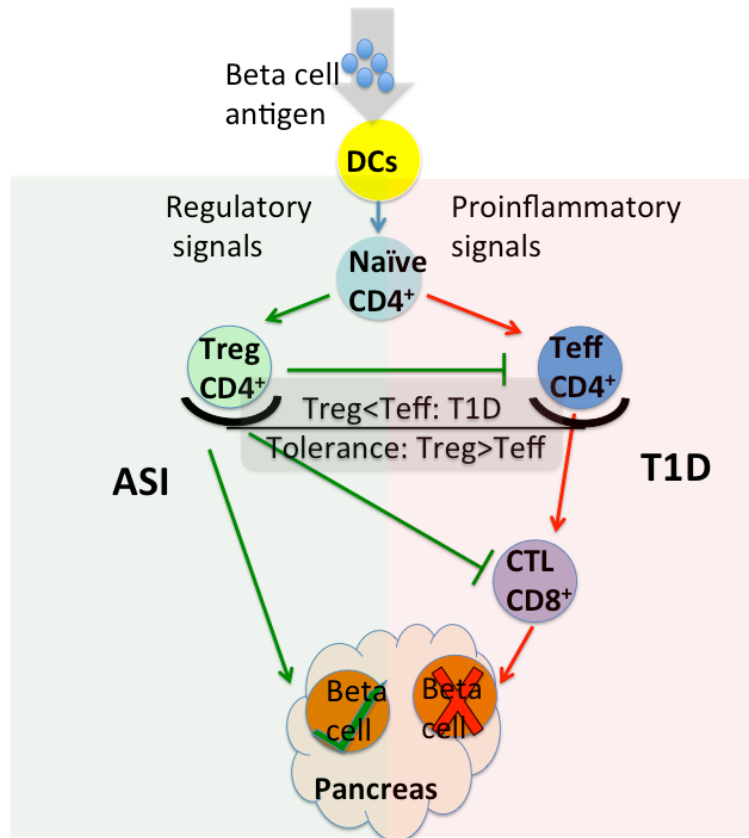 Beta cell
antigen
DCs
Regulatory
signals
Proinflammatory
signals
Naïve
CD4⁺
Treg
CD4⁺
Teff
CD4⁺
Treg<Teff: T1D
Tolerance: Treg>Teff
ASI
T1D
CTL
CD8⁺
Beta
cell
Beta
cell
Pancreas